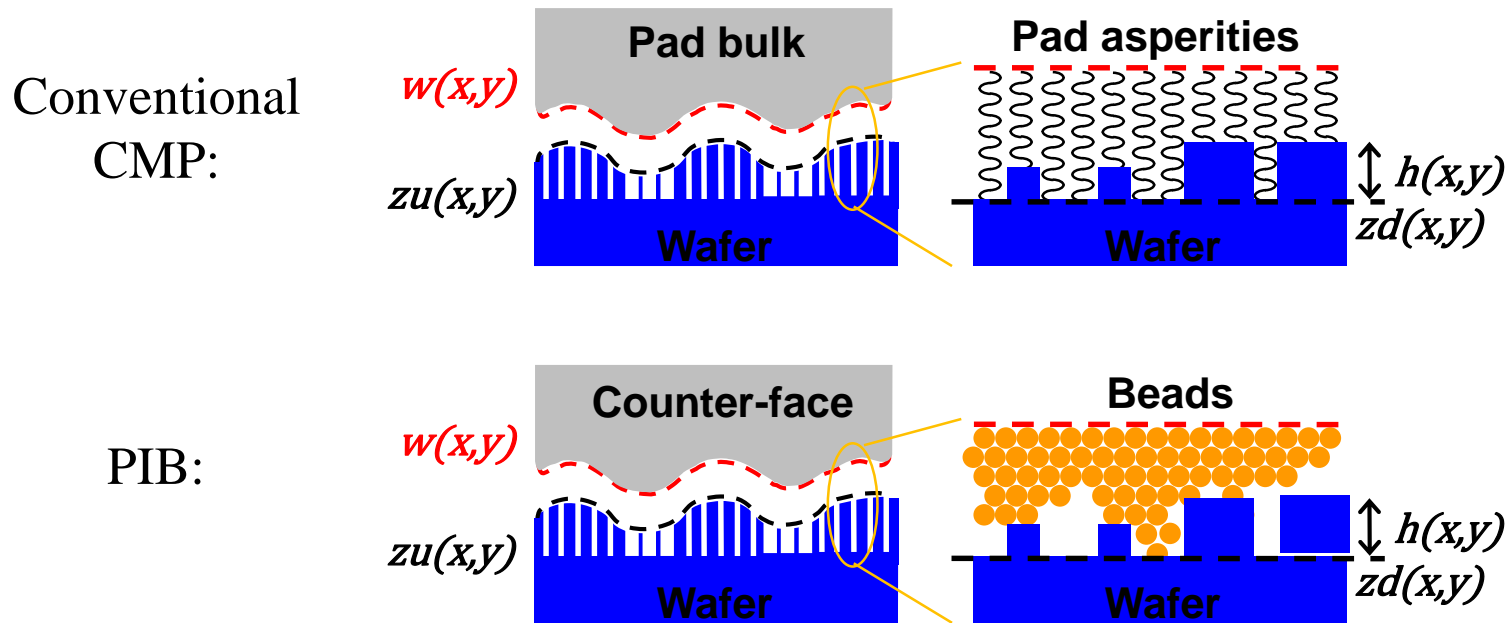 Conventional
CMP:
Pad bulk
w(x,y)
zu(x,y)
Wafer
Pad asperities
h(x,y)
zd(x,y)
Wafer
PIB:
Counter-face
w(x,y)
zu(x,y)
Wafer
Beads
h(x,y)
zd(x,y)
Wafer